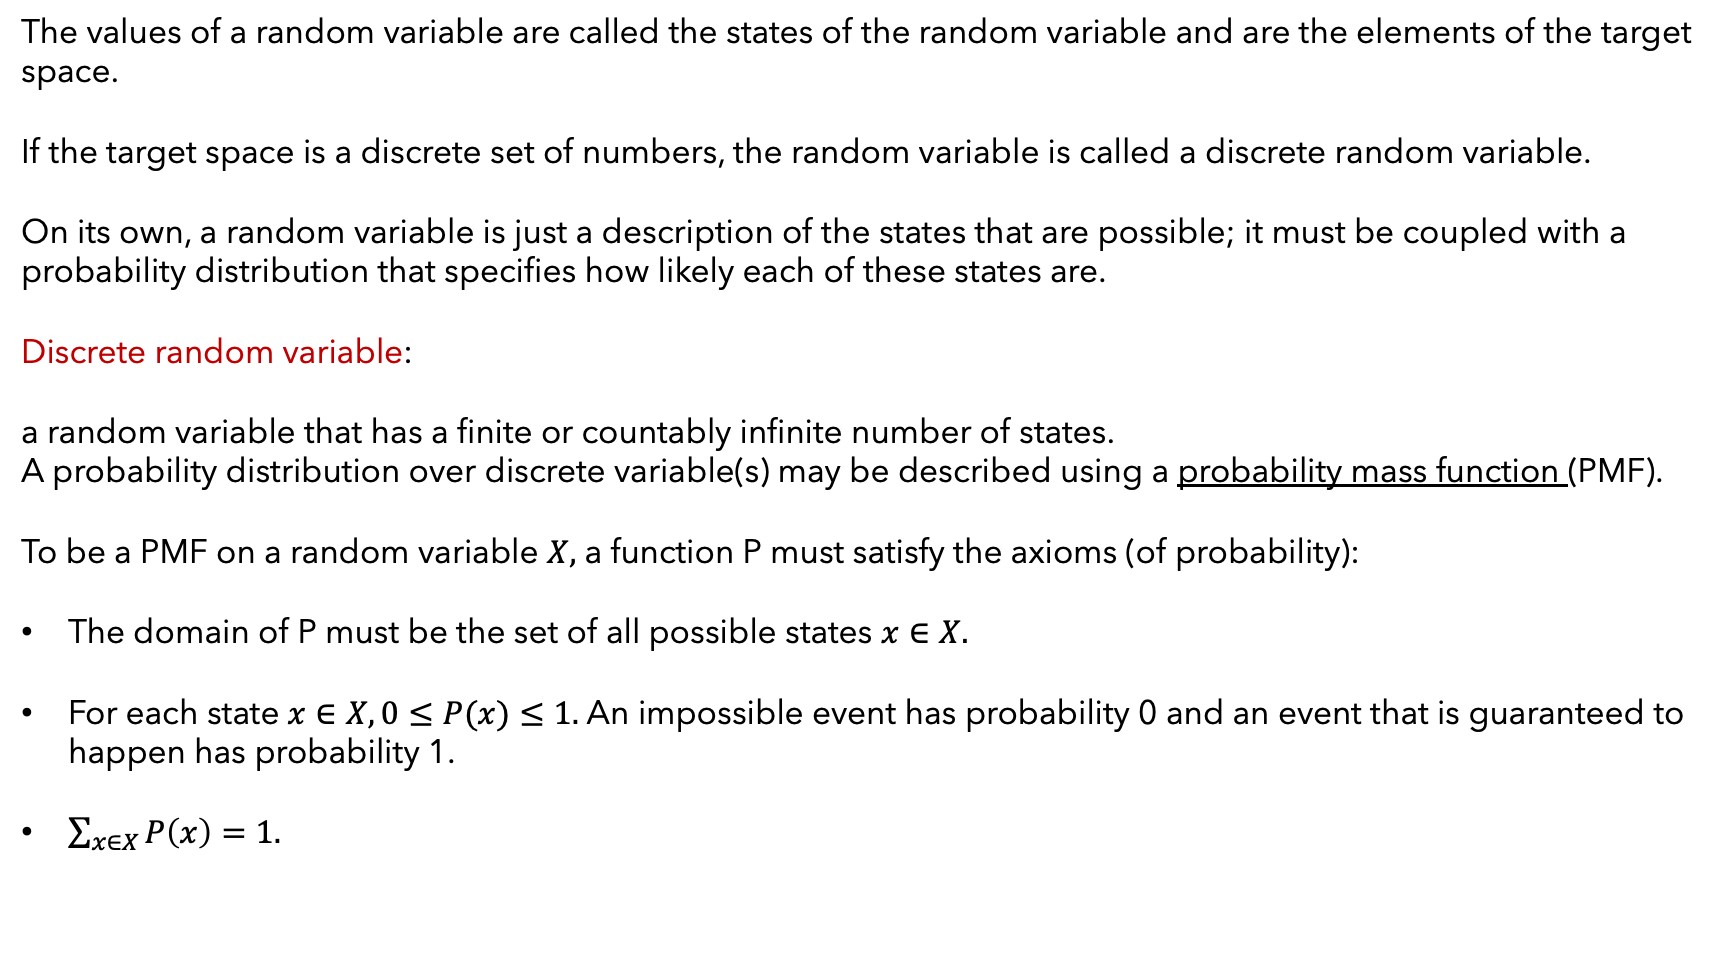 The values of a random variable are called the states of the random variable and are the elements of the target
space.
If the target space is a discrete set of numbers, the random variable is called a discrete random variable.
On its own, a random variable is just a description of the states that are possible; it must be coupled with a
probability distribution that specifies how likely each of these states are.
Discrete random variable:
a random variable that has a finite or countably infinite number of states.
A probability distribution over discrete variable(s) may be described using a probability mass function (PMF).
To be a PMF on a random variable X, a function P must satisfy the axioms (of probability):
• The domain of P must be the set of all possible states x ∈ X.
• For each state x ∈ X, 0 ≤ P(x) ≤ 1. An impossible event has probability 0 and an event that is guaranteed to
happen has probability 1.
• ∑x∈X P(x) = 1.